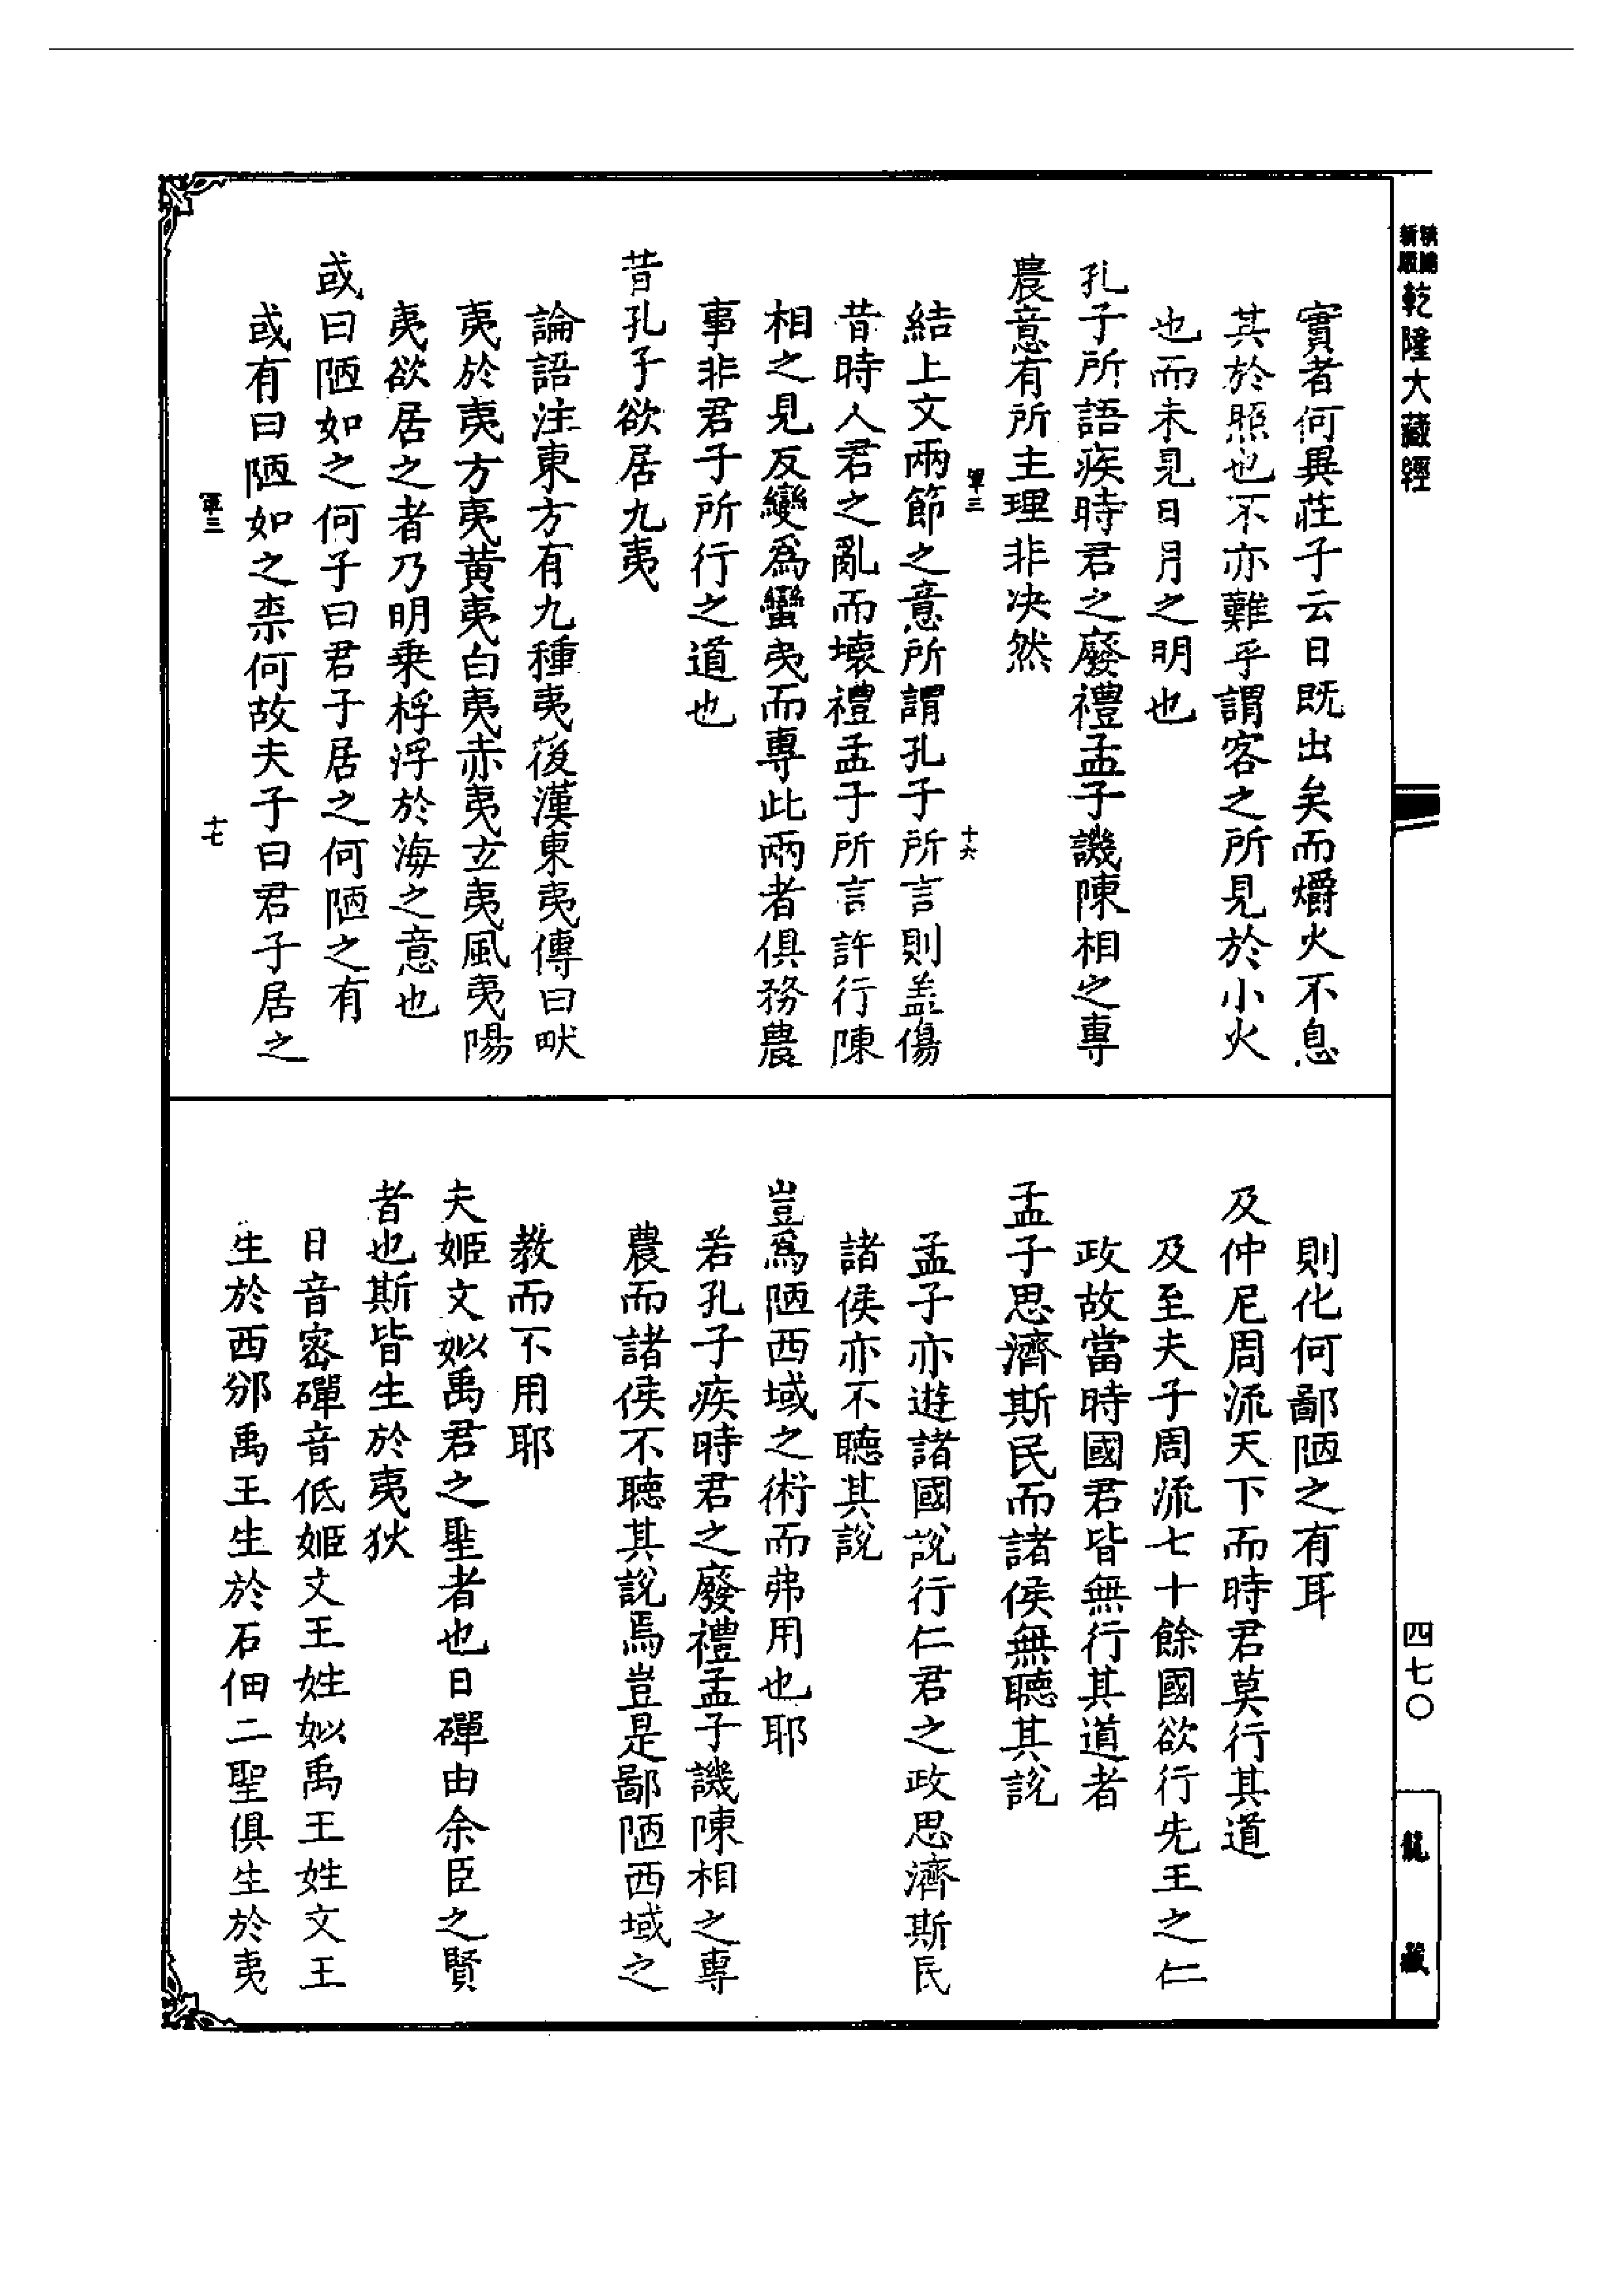 新版
乾隆大藏經
實者何異莊子云日既出矣而爝火不息
其於照也不亦難乎謂客之所見於小火
也而未見日月之明也
孔子所語疾時君之廢禮孟子譏陳相之專
農意有所主理非决然
軍三
十六
結上文兩節之意所謂孔子所言則盖傷
昔時人君之亂而壞禮孟子所言許行陳
相之見反變爲蠻夷而專此兩者俱務農
事非君子所行之道也
昔孔子欲居九夷
論語注東方有九種夷後漢東夷傳曰畎
夷於夷方夷黄夷白夷赤夷玄夷風夷陽
夷欲居之者乃明乗桴浮於海之意也
或曰陋如之何子曰君子居之何陋之有
或有曰陋如之柰何故夫子曰君子居之
軍三
十七
則化何鄙陋之有耳
及仲尼周流天下而時君莫行其道
及至夫子周流七十餘國欲行先王之仁
政故當時國君皆無行其道者
孟子思濟斯民而諸侯無聽其説
孟子亦遊諸國説行仁君之政思濟斯民
諸侯亦不聽其説
豈爲陋西域之術而弗用也耶
若孔子疾時君之廢禮孟子譏陳相之專
農而諸侯不聽其説焉豈是鄙陋西域之
教而不用耶
夫姬文姒禹君之聖者也日磾由余臣之賢
者也斯皆生於夷狄
日音密磾音低姬文王姓姒禹王姓文王
生於西邠禹王生於石佃二聖俱生於夷
四七〇
龍藏